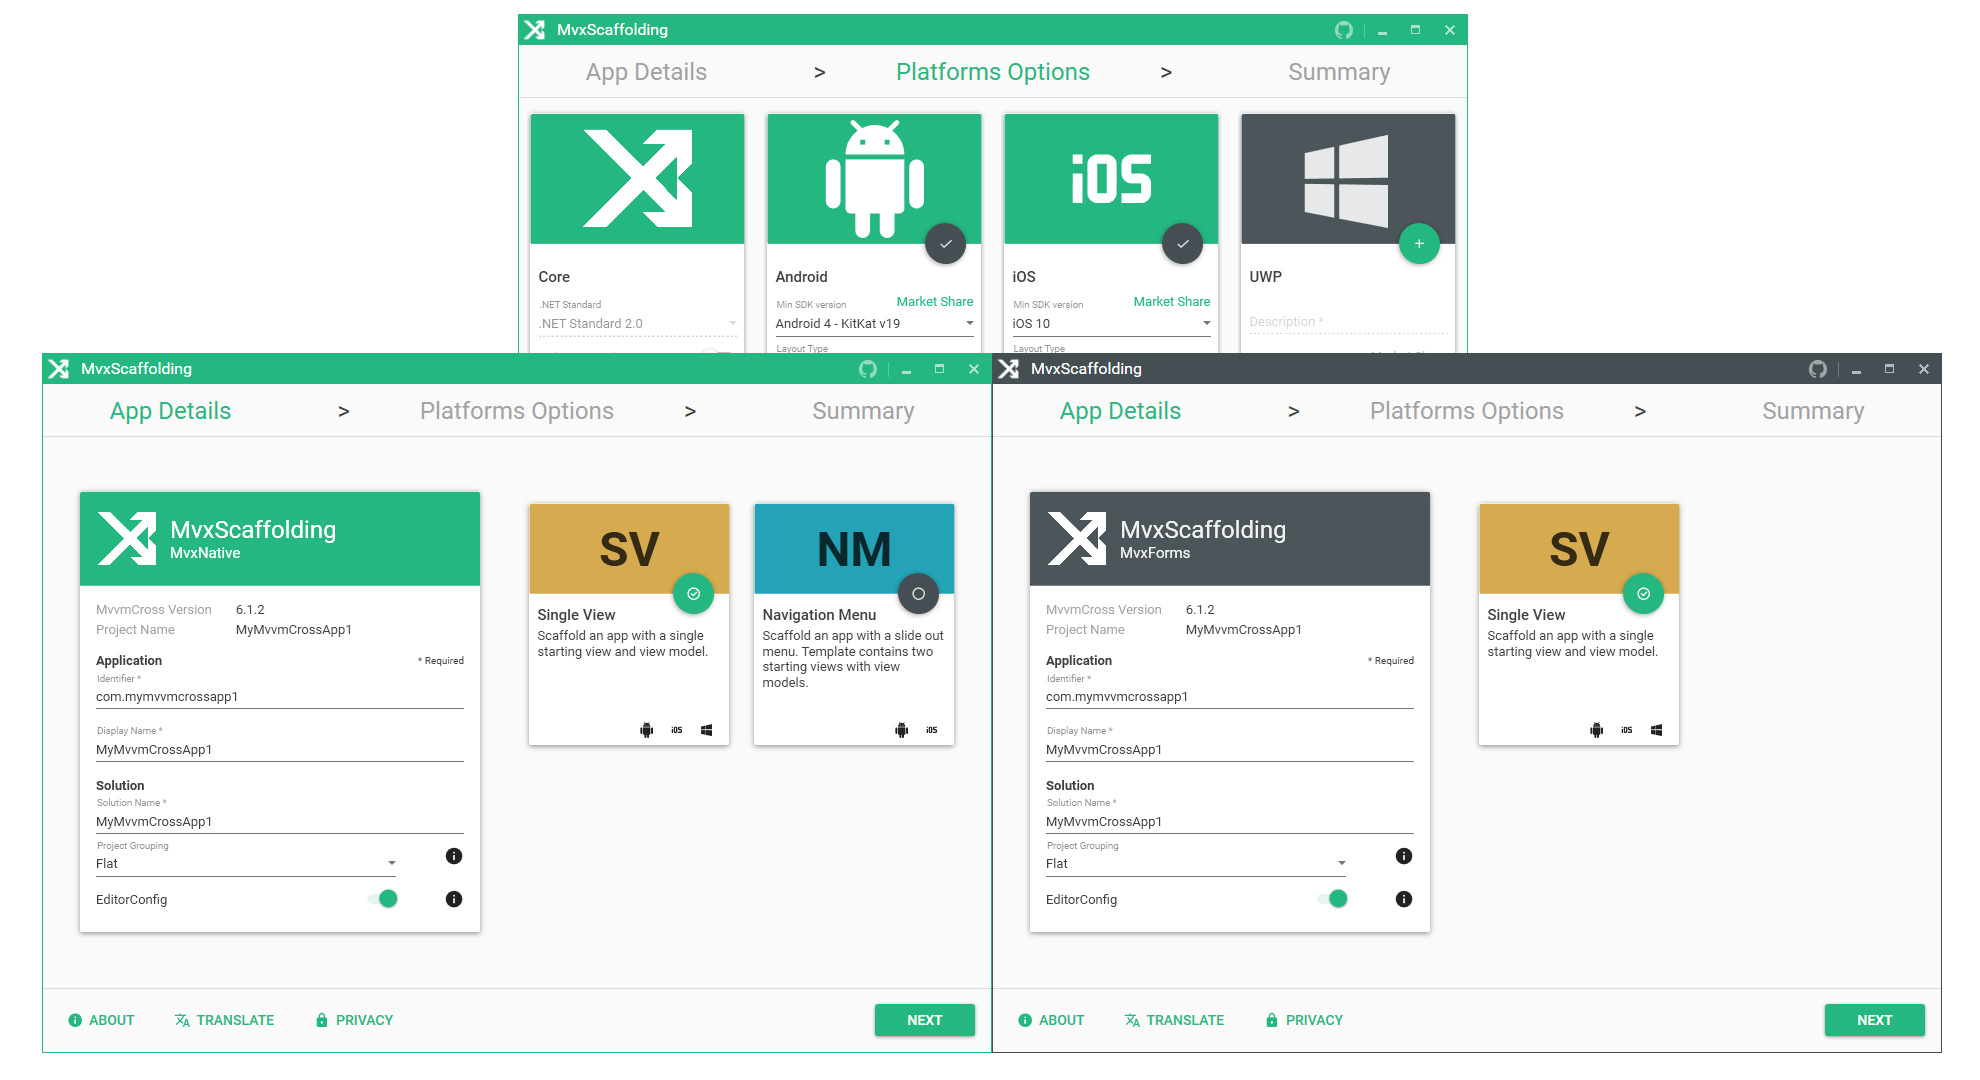 MvxScaffolding
App Details > Platforms Options > Summary
iOS
Core
.NET Standard
.NET Standard 2.0
Android
Min SDK version Market Share
Android 4 - KitKat v19
Layout Type
iOS
Min SDK version Market Share
iOS 10
Layout Type
UWP
Description *
MvxScaffolding
App Details > Platforms Options > Summary
MvxScaffolding
MvxNative
MvvmCross Version 6.1.2
Project Name MyMvvmCrossApp1
Application * Required
Identifier *
com.mymvvmcrossapp1
Display Name *
MyMvvmCrossApp1
Solution
Solution Name *
MyMvvmCrossApp1
Project Grouping
Flat
EditorConfig
SV
Single View
Scaffold an app with a single
starting view and view model.
iOS
NM
Navigation Menu
Scaffold an app with a slide out
menu. Template contains two
starting views with view
models.
iOS
ABOUT TRANSLATE PRIVACY NEXT
MvxScaffolding
App Details > Platforms Options > Summary
MvxScaffolding
MvxForms
MvvmCross Version 6.1.2
Project Name MyMvvmCrossApp1
Application * Required
Identifier *
com.mymvvmcrossapp1
Display Name *
MyMvvmCrossApp1
Solution
Solution Name *
MyMvvmCrossApp1
Project Grouping
Flat
EditorConfig
SV
Single View
Scaffold an app with a single
starting view and view model.
iOS
ABOUT TRANSLATE PRIVACY NEXT